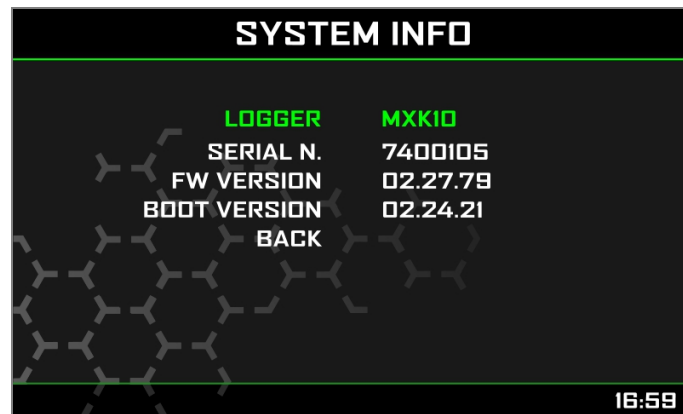 SYSTEM INFO
LOGGER MXK10
SERIAL N. 7400105
FW VERSION 02.27.79
BOOT VERSION 02.24.21
BACK
16:59